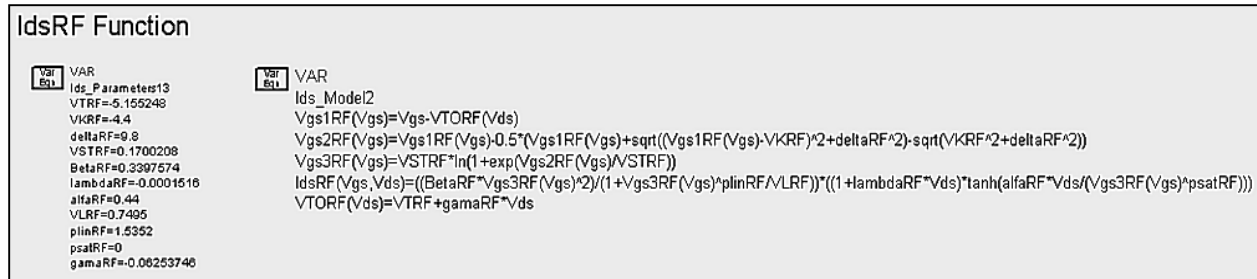 IdsRF Function
Var
Eqn
VAR
Ids_Parameters13
VTRF=-5.155248
VKRF=-4.4
deltaRF=9.8
VSTRF=0.1700208
BetaRF=0.3397574
lambdaRF=-0.0001516
alfaRF=0.44
VLRF=0.7495
plinRF=1.5352
psatRF=0
gamaRF=-0.06253746
Var
Eqn
VAR
Ids_Model2
Vgs1RF(Vgs)=Vgs-VTORF(Vds)
Vgs2RF(Vgs)=Vgs1RF(Vgs)-0.5*(Vgs1RF(Vgs)+sqrt((Vgs1RF(Vgs)-VKRF)^2+deltaRF^2)-sqrt(VKRF^2+deltaRF^2))
Vgs3RF(Vgs)=VSTRF*ln(1+exp(Vgs2RF(Vgs)/VSTRF))
IdsRF(Vgs,Vds)=((BetaRF*Vgs3RF(Vgs)^2)/(1+Vgs3RF(Vgs)^plinRF/VLRF))*((1+lambdaRF*Vds)*tanh(alfaRF*Vds/(Vgs3RF(Vgs)^psatRF)))
VTORF(Vds)=VTRF+gamaRF*Vds